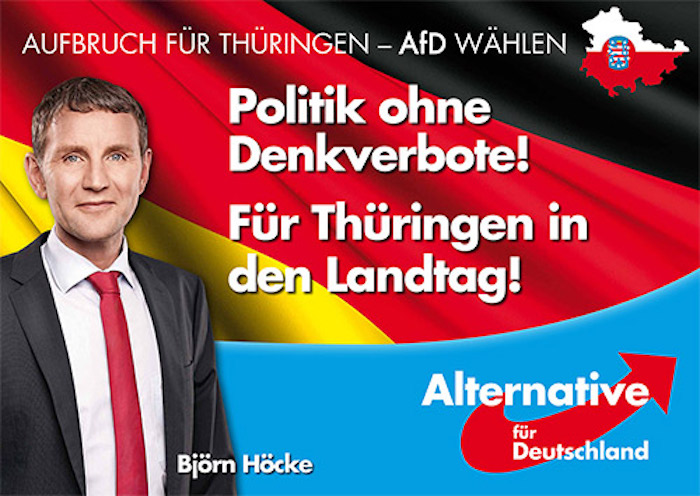 AUFBRUCH FÜR THÜRINGEN – AfD WÄHLEN
Politik ohne
Denkverbote!
Für Thüringen in
den Landtag!
Alternative
für
Deutschland
Björn Höcke